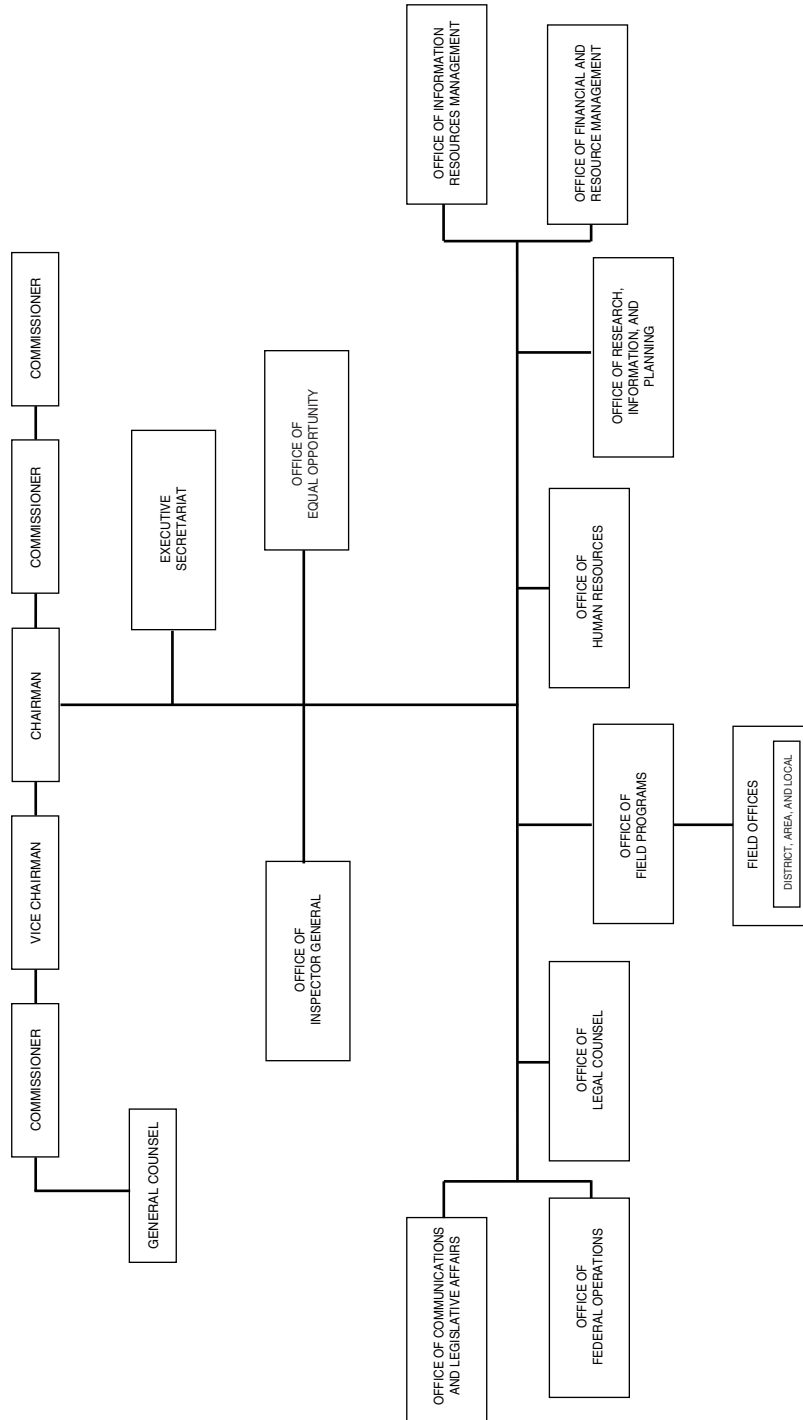 COMMISSIONER
VICE CHAIRMAN
CHAIRMAN
COMMISSIONER
COMMISSIONER
GENERAL COUNSEL
EXECUTIVE
SECRETARIAT
OFFICE OF
INSPECTOR GENERAL
OFFICE OF
EQUAL OPPORTUNITY
OFFICE OF COMMUNICATIONS
AND LEGISLATIVE AFFAIRS
OFFICE OF INFORMATION
RESOURCES MANAGEMENT
OFFICE OF
FEDERAL OPERATIONS
OFFICE OF
LEGAL COUNSEL
OFFICE OF
FIELD PROGRAMS
OFFICE OF
HUMAN RESOURCES
OFFICE OF RESEARCH,
INFORMATION, AND
PLANNING
OFFICE OF FINANCIAL AND
RESOURCE MANAGEMENT
FIELD OFFICES
DISTRICT, AREA, AND LOCAL